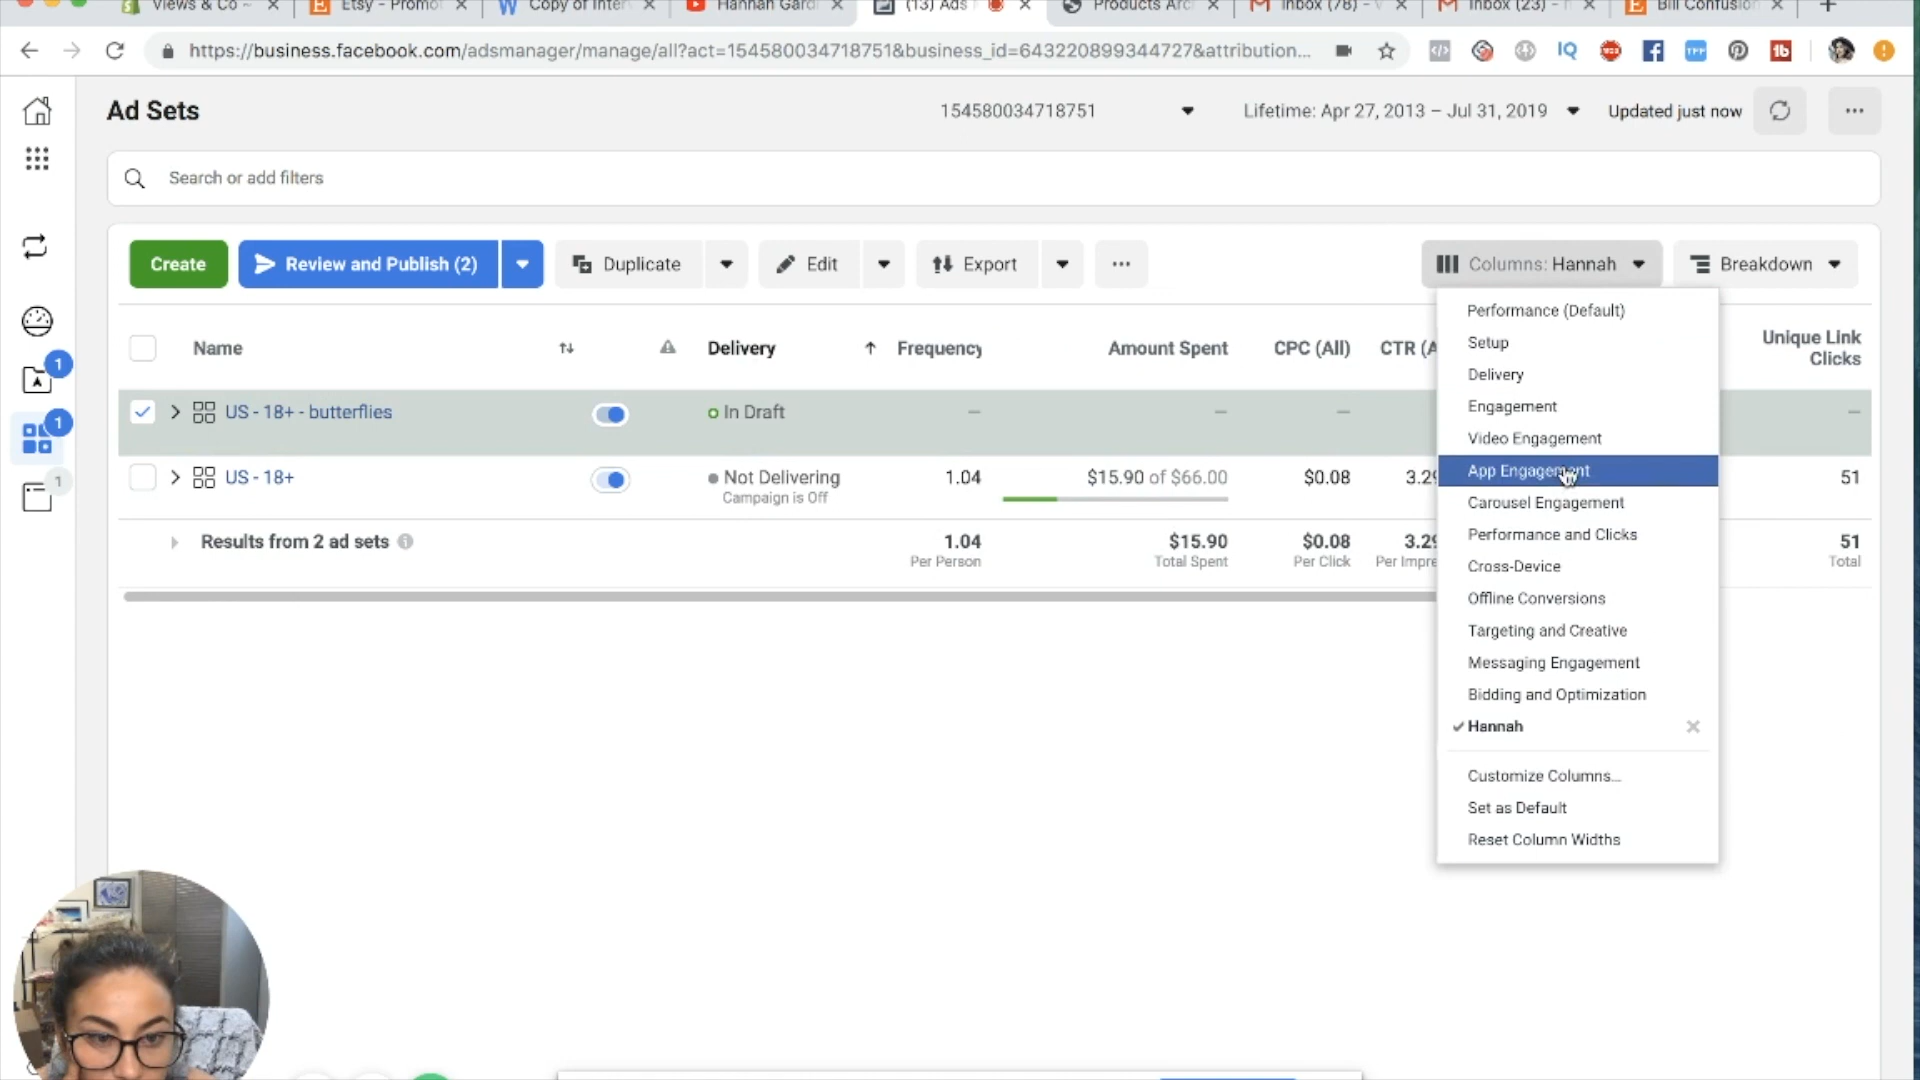 Views & Co ~
Etsy - Promo
Copy of Inter
Hannah Gard
(13) Ads
Products Arc
Inbox (78) -
Inbox (23) -
Bill Confusion
https://business.facebook.com/adsmanager/manage/all?act=154580034718751&business_id=643220899344727&attribution...
IQ
TPP
Ad Sets
154580034718751
Lifetime: Apr 27, 2013 – Jul 31, 2019
Updated just now
Search or add filters
Create
Review and Publish (2)
Duplicate
Edit
Export
Columns: Hannah
Breakdown
Name
Delivery
Frequency
Amount Spent
CPC (All)
CTR (A
Unique Link
Clicks
1
1
1
US - 18+ - butterflies
In Draft
—
—
—
—
US - 18+
Not Delivering
Campaign is Off
1.04
$15.90 of $66.00
$0.08
3.29
51
Results from 2 ad sets
1.04
Per Person
$15.90
Total Spent
$0.08
Per Click
3.29
Per Impre
51
Total
Performance (Default)
Setup
Delivery
Engagement
Video Engagement
App Engagement
Carousel Engagement
Performance and Clicks
Cross-Device
Offline Conversions
Targeting and Creative
Messaging Engagement
Bidding and Optimization
Hannah
Customize Columns...
Set as Default
Reset Column Widths